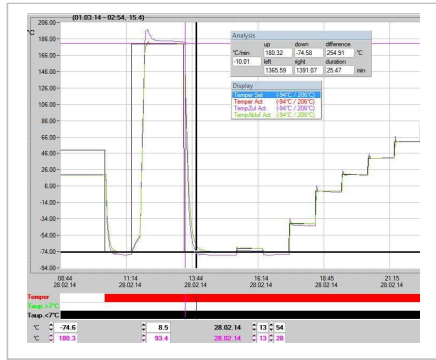 (01:03.14 - 02:54, 15.4)
°C
206.00
186.00
166.00
146.00
126.00
106.00
86.00
66.00
46.00
26.00
6.00
-14.00
-34.00
-54.00
-74.00
-94.00
Analysis
up down difference
°C/min 180.32 -74.58 254.91 °C
-10.01 left right duration
1365.59 1391.07 25.47 min
Display
Temper Set (-94°C / 206°C)
Temper Act (-94°C / 206°C)
TempZul Act (-94°C / 206°C)
TempAbluf Act (-94°C / 206°C)
08:44 11:14 13:44 16:14 18:45 21:15
28.02.14 28.02.14 28.02.14 28.02.14 28.02.14 28.02.14
Temper
Taup.>7°C
Taup.<7°C
°C -74.6 8.5 28.02.14 13 54
°C 180.3 93.4 28.02.14 13 28